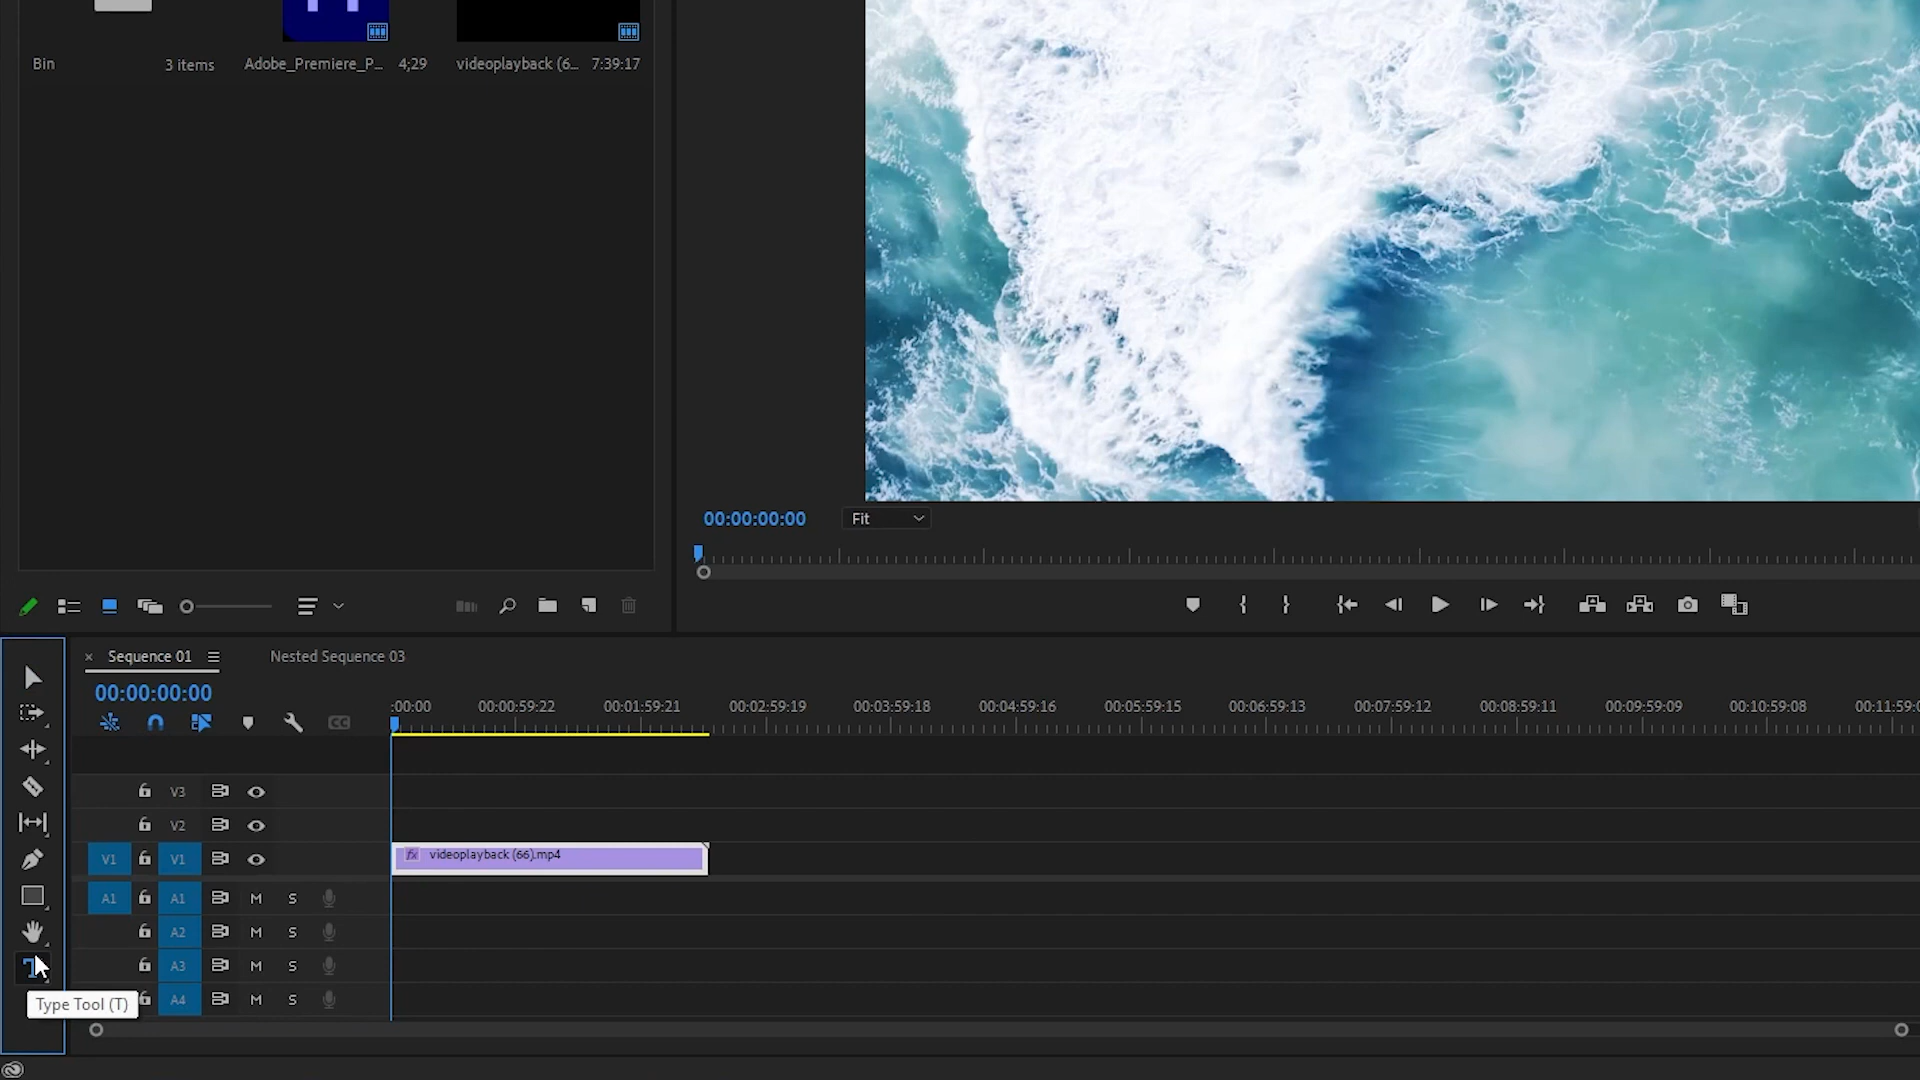 Bin 3 items Adobe_Premiere_P... 4;29 videoplayback (6... 7:39:17
00:00:00:00 Fit
Sequence 01 Nested Sequence 03
00:00:00:00
:00:00 00:00:59:22 00:01:59:21 00:02:59:19 00:03:59:18 00:04:59:16 00:05:59:15 00:06:59:13 00:07:59:12 00:08:59:11 00:09:59:09 00:10:59:08 00:11:59:0
CC
V3
V2
V1 V1 fx videoplayback (66).mp4
A1 A1 M S
A2 M S
A3 M S
T
Type Tool (T) A4 M S